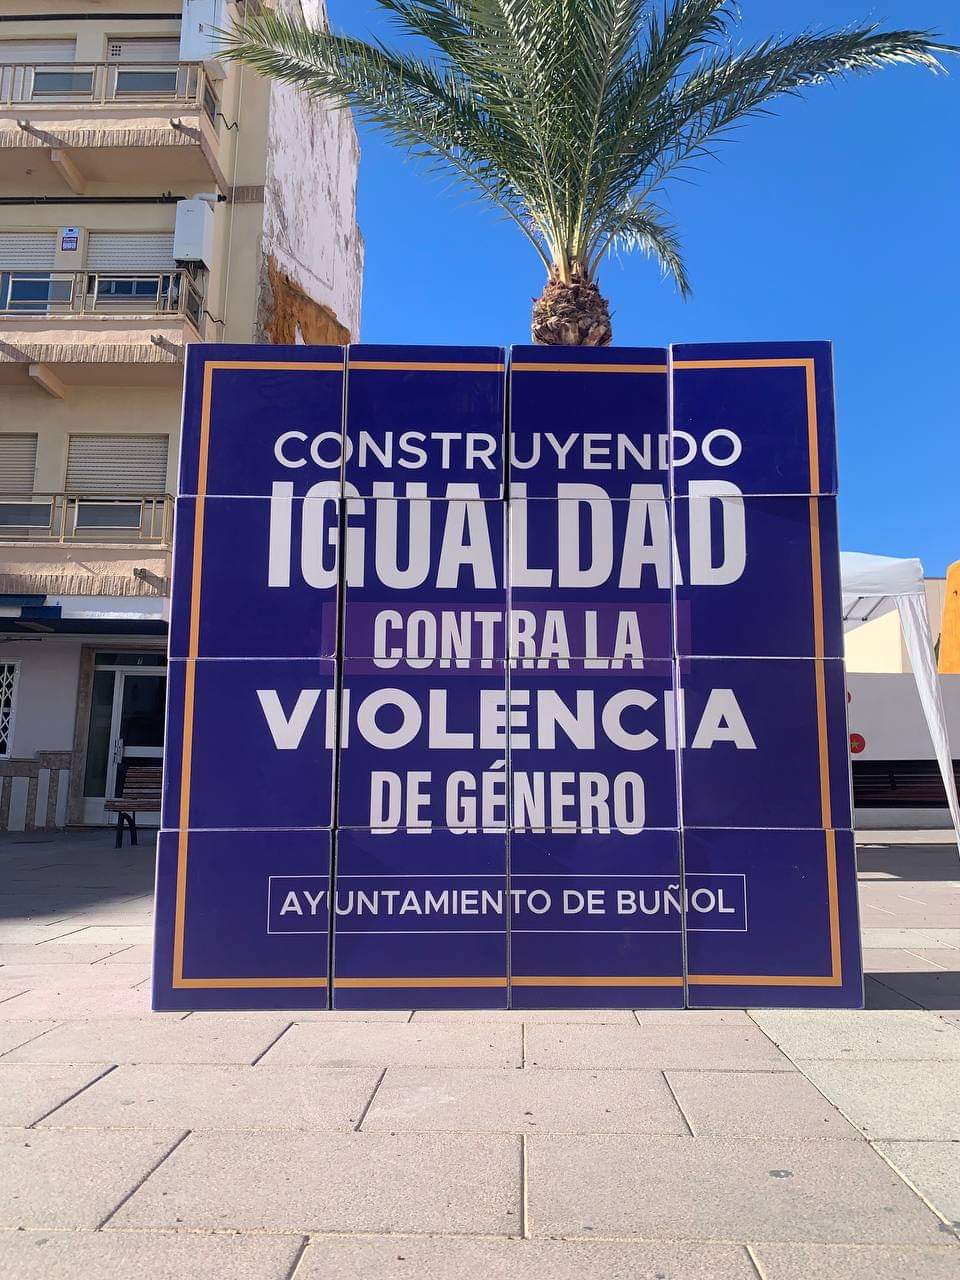 CONSTRUYENDO
IGUALDAD
CONTRA LA
VIOLENCIA
DE GÉNERO
AYUNTAMIENTO DE BUÑOL